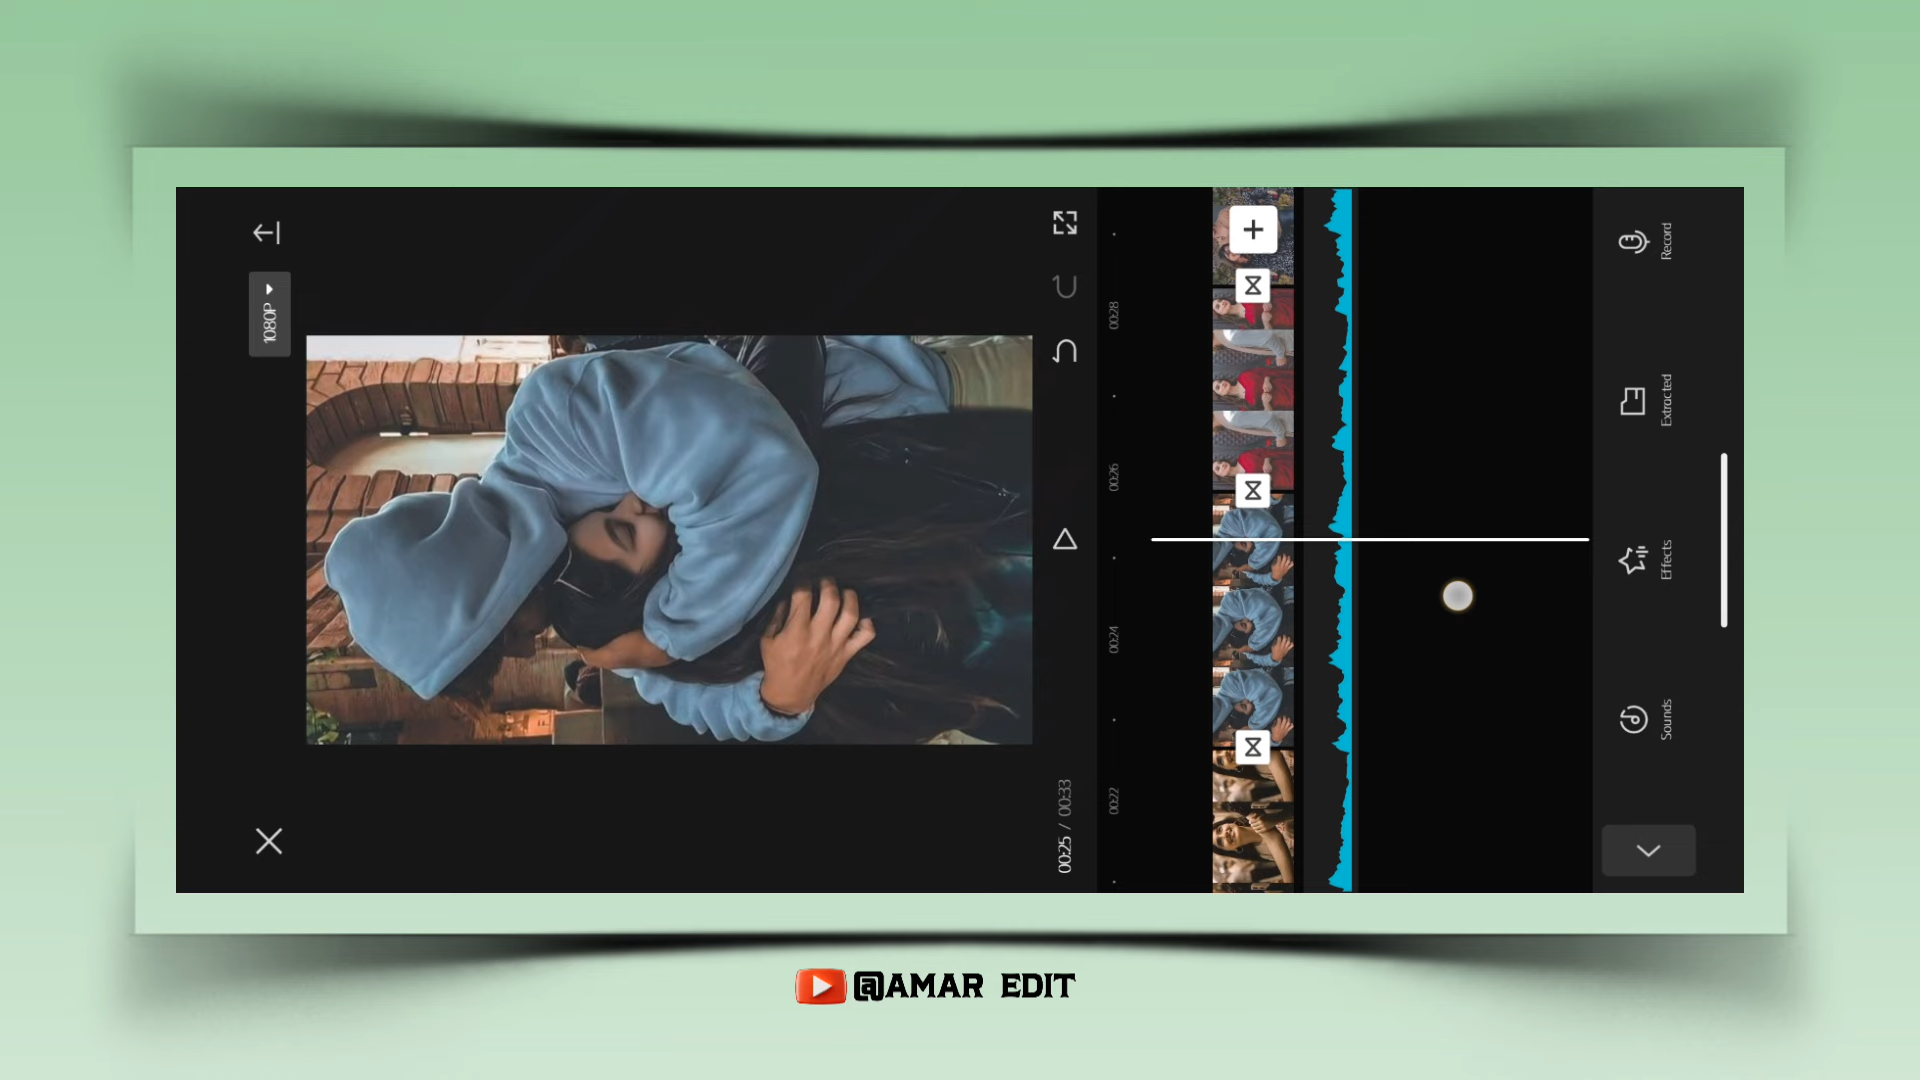 1080P
00:25 / 00:33
00:22
00:24
00:26
00:28
Sounds
Effects
Extracted
Record
@AMAR EDIT